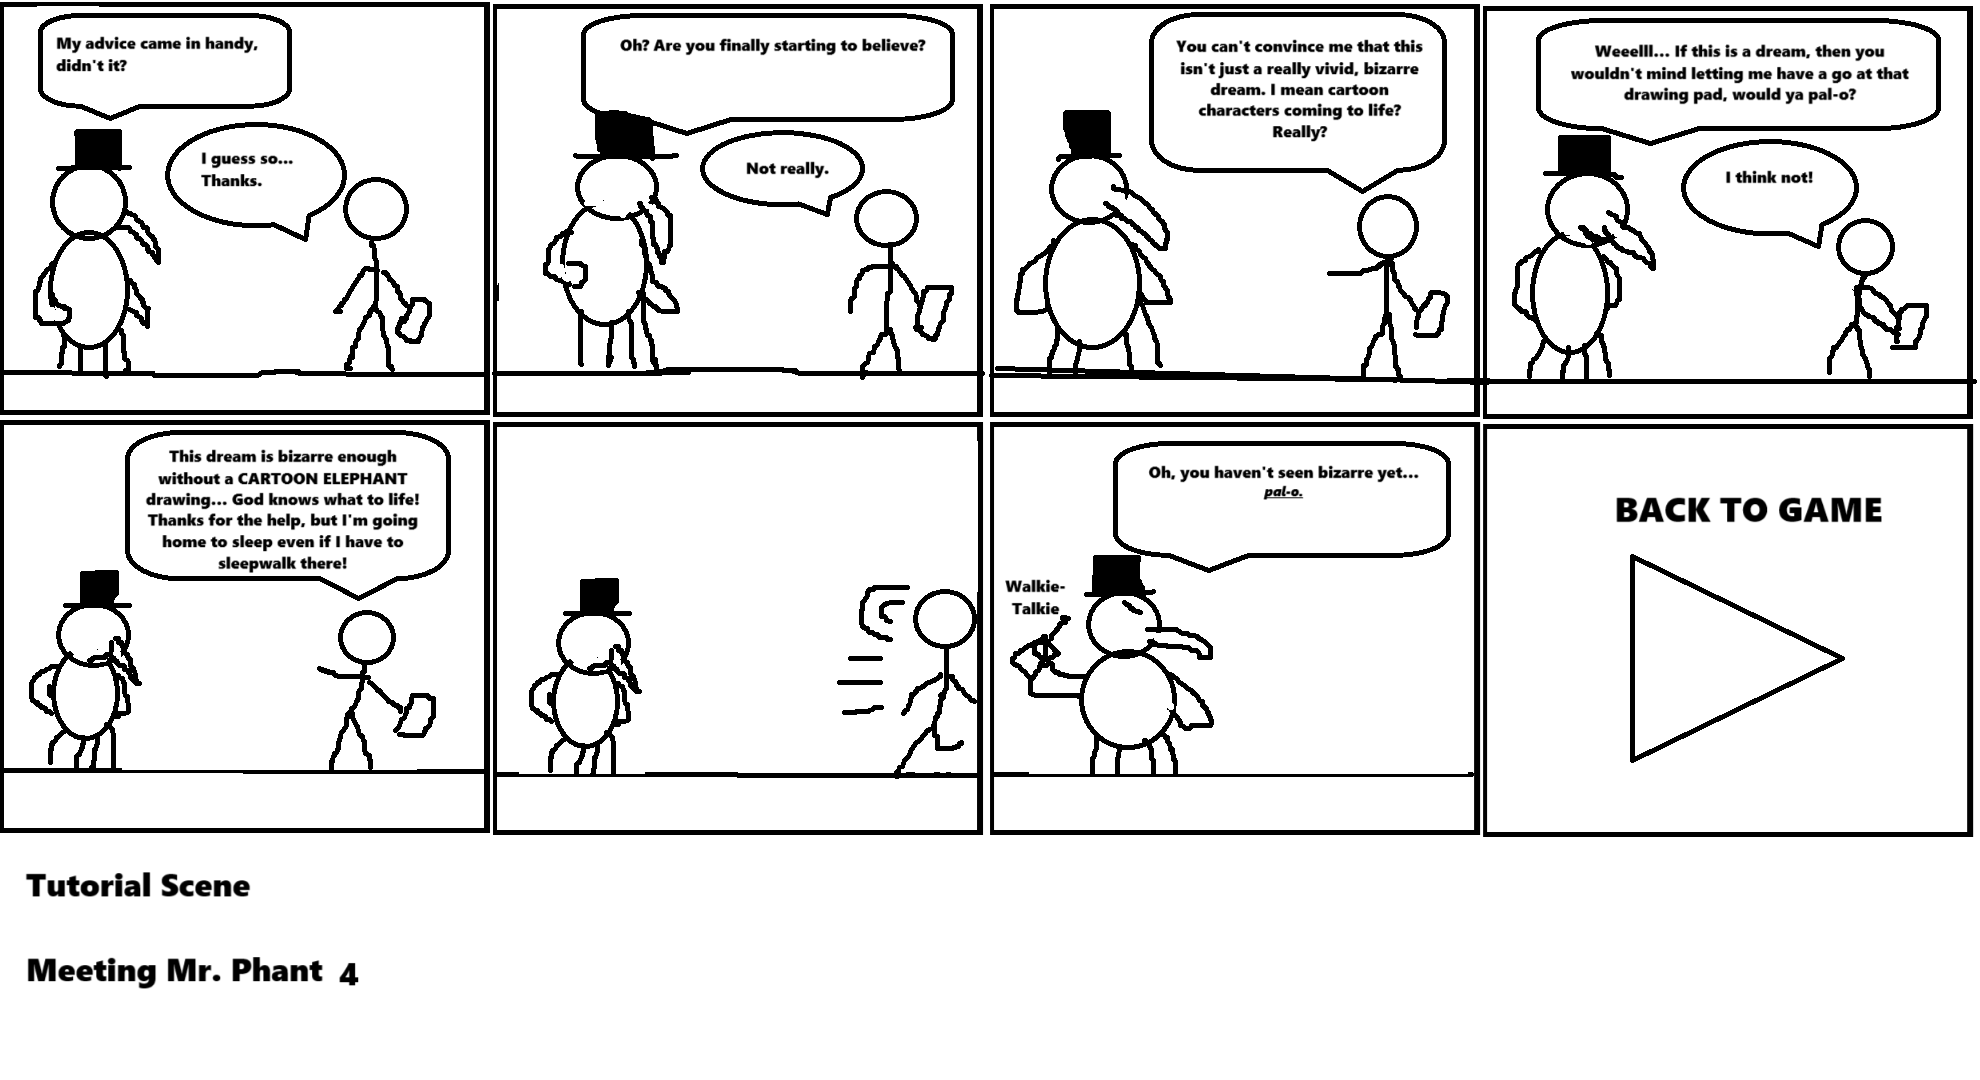 My advice came in handy,
didn't it?
I guess so...
Thanks.
Oh? Are you finally starting to believe?
Not really.
You can't convince me that this
isn't just a really vivid, bizarre
dream. I mean cartoon
characters coming to life?
Really?
Weeelll... If this is a dream, then you
wouldn't mind letting me have a go at that
drawing pad, would ya pal-o?
I think not!
This dream is bizarre enough
without a CARTOON ELEPHANT
drawing... God knows what to life!
Thanks for the help, but I'm going
home to sleep even if I have to
sleepwalk there!
Oh, you haven't seen bizarre yet...
pal-o.
Walkie-
Talkie
BACK TO GAME
Tutorial Scene
Meeting Mr. Phant 4